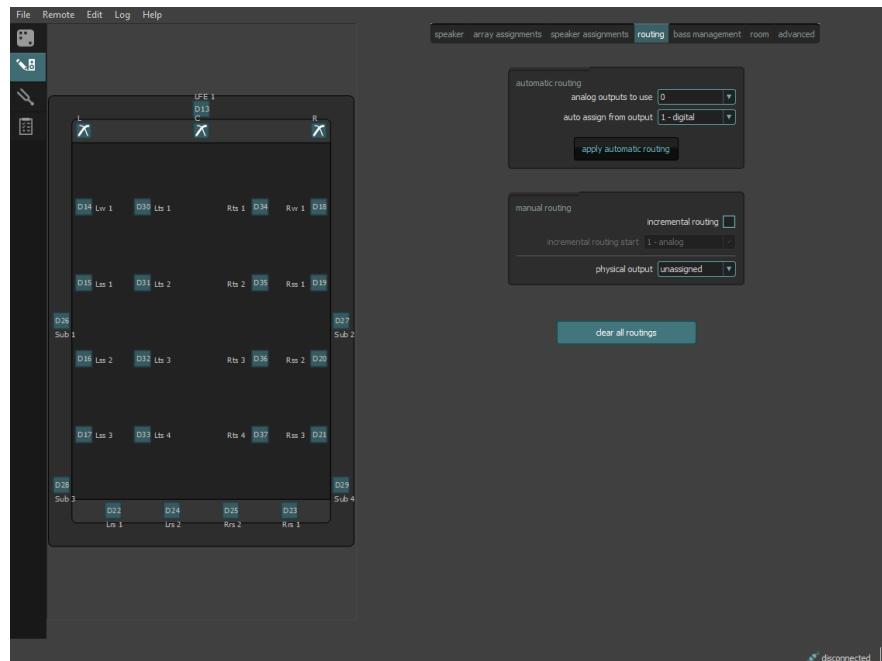 File Remote Edit Log Help
speaker array assignments speaker assignments routing bass management room advanced
automatic routing
analog outputs to use 0
auto assign from output 1 - digital
apply automatic routing
manual routing
incremental routing
incremental routing start 1 - analog
physical output unassigned
clear all routings
LFE 1
D13
L C R
D14 Lw 1 D30 Lts 1 Rts 1 D34 Rw 1 D18
D15 Lss 1 D31 Lts 2 Rts 2 D35 Rss 1 D19
D26 D27
Sub 1 Sub 2
D16 Lss 2 D32 Lts 3 Rts 3 D36 Rss 2 D20
D17 Lss 3 D33 Lts 4 Rts 4 D37 Rss 3 D21
D28 D29
Sub 3 Sub 4
D22 D24 D25 D23
Lrs 1 Lrs 2 Rrs 2 Rrs 1
disconnected